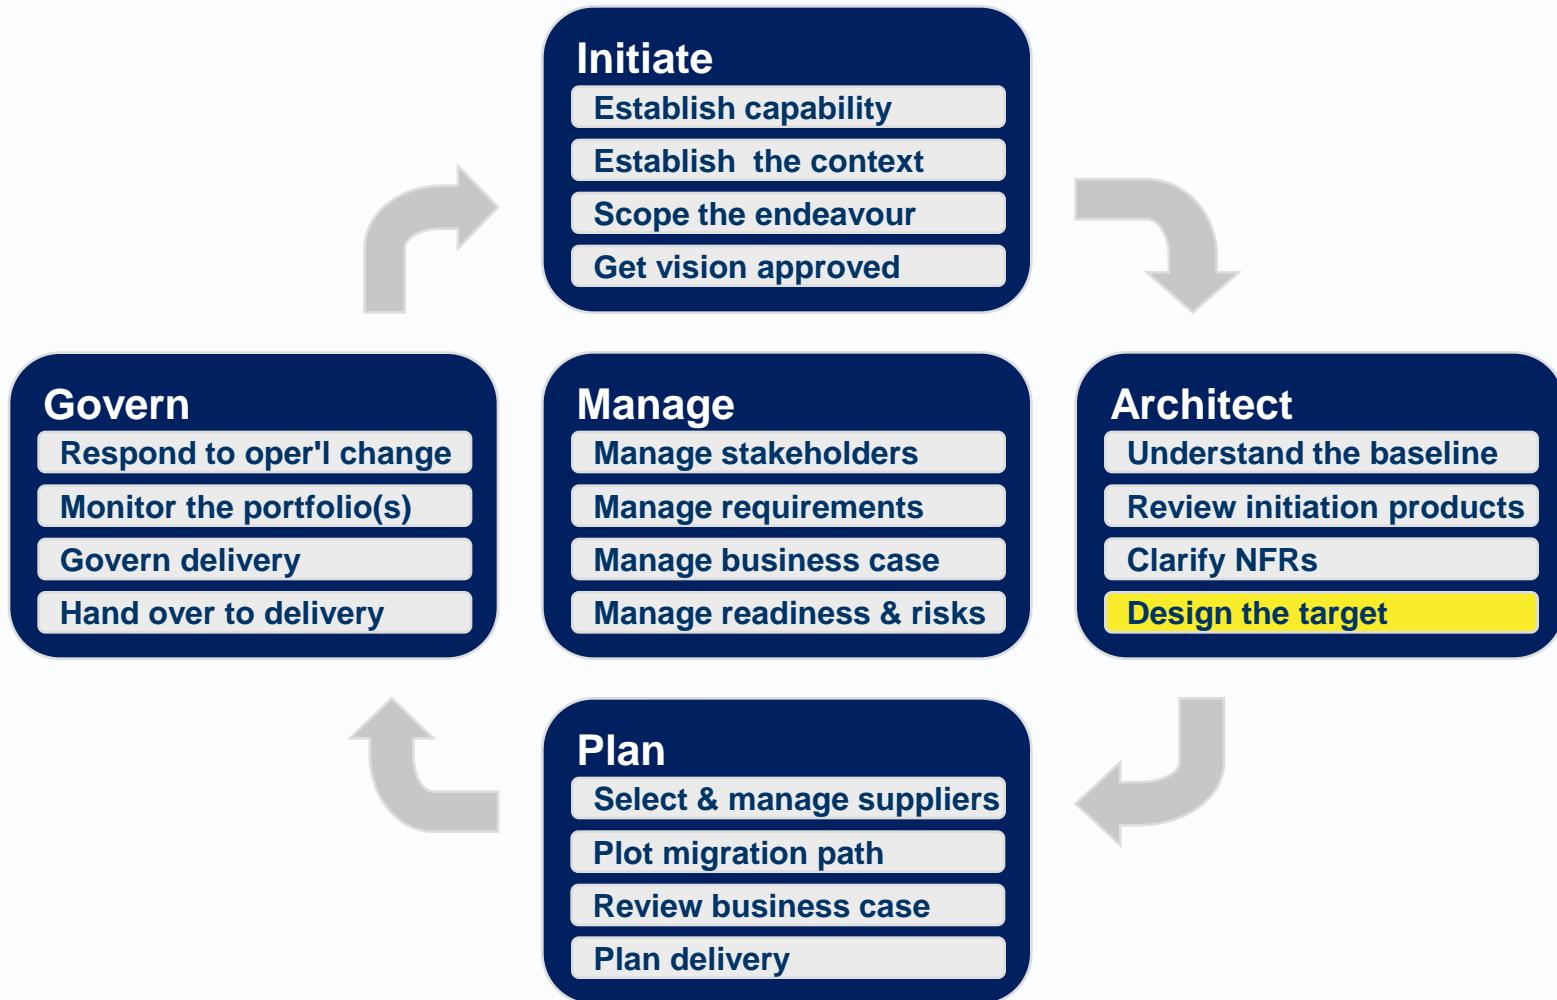 Initiate
Establish capability
Establish  the context
Scope the endeavour
Get vision approved
Govern
Respond to oper'l change
Monitor the portfolio(s)
Govern delivery
Hand over to delivery
Manage
Manage stakeholders
Manage requirements
Manage business case
Manage readiness & risks
Architect
Understand the baseline
Review initiation products
Clarify NFRs
Design the target
Plan
Select & manage suppliers
Plot migration path
Review business case
Plan delivery